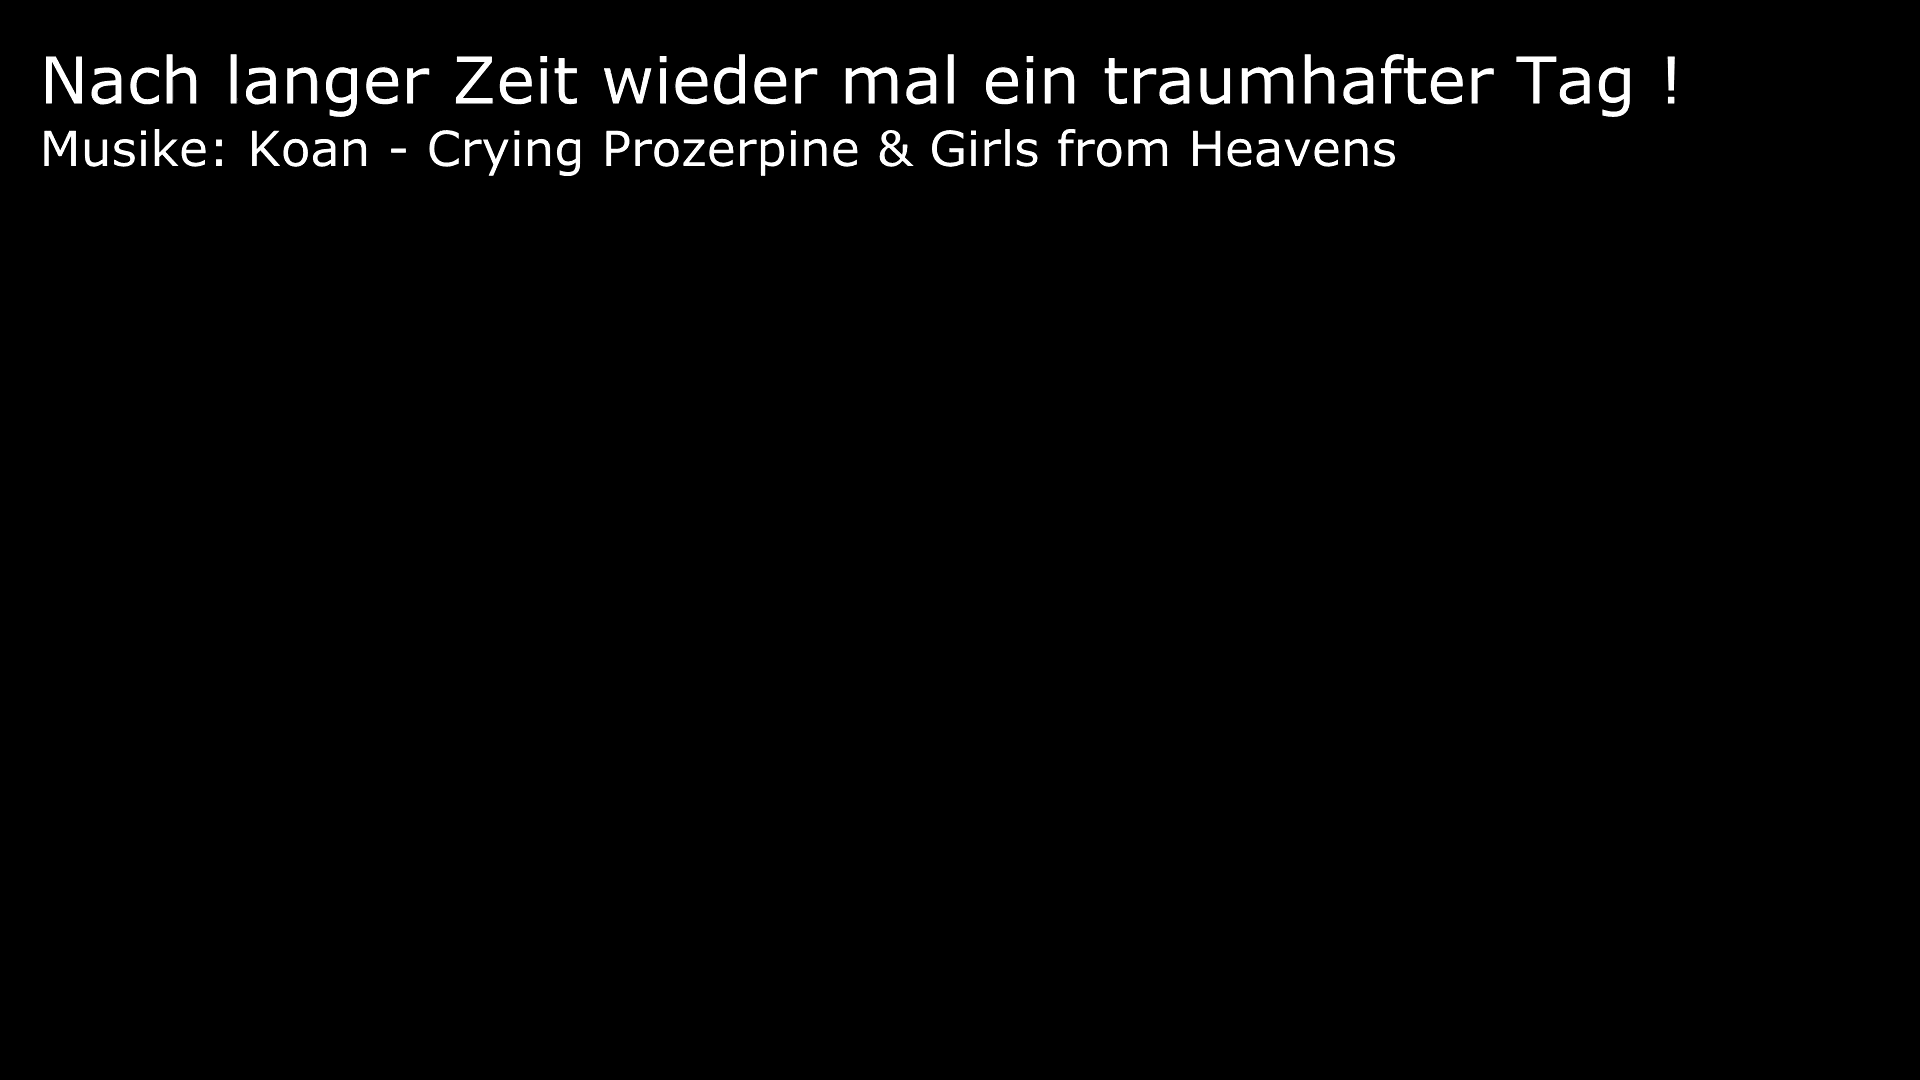 Nach langer Zeit wieder mal ein traumhafter Tag !
Musike: Koan - Crying Prozerpine & Girls from Heavens